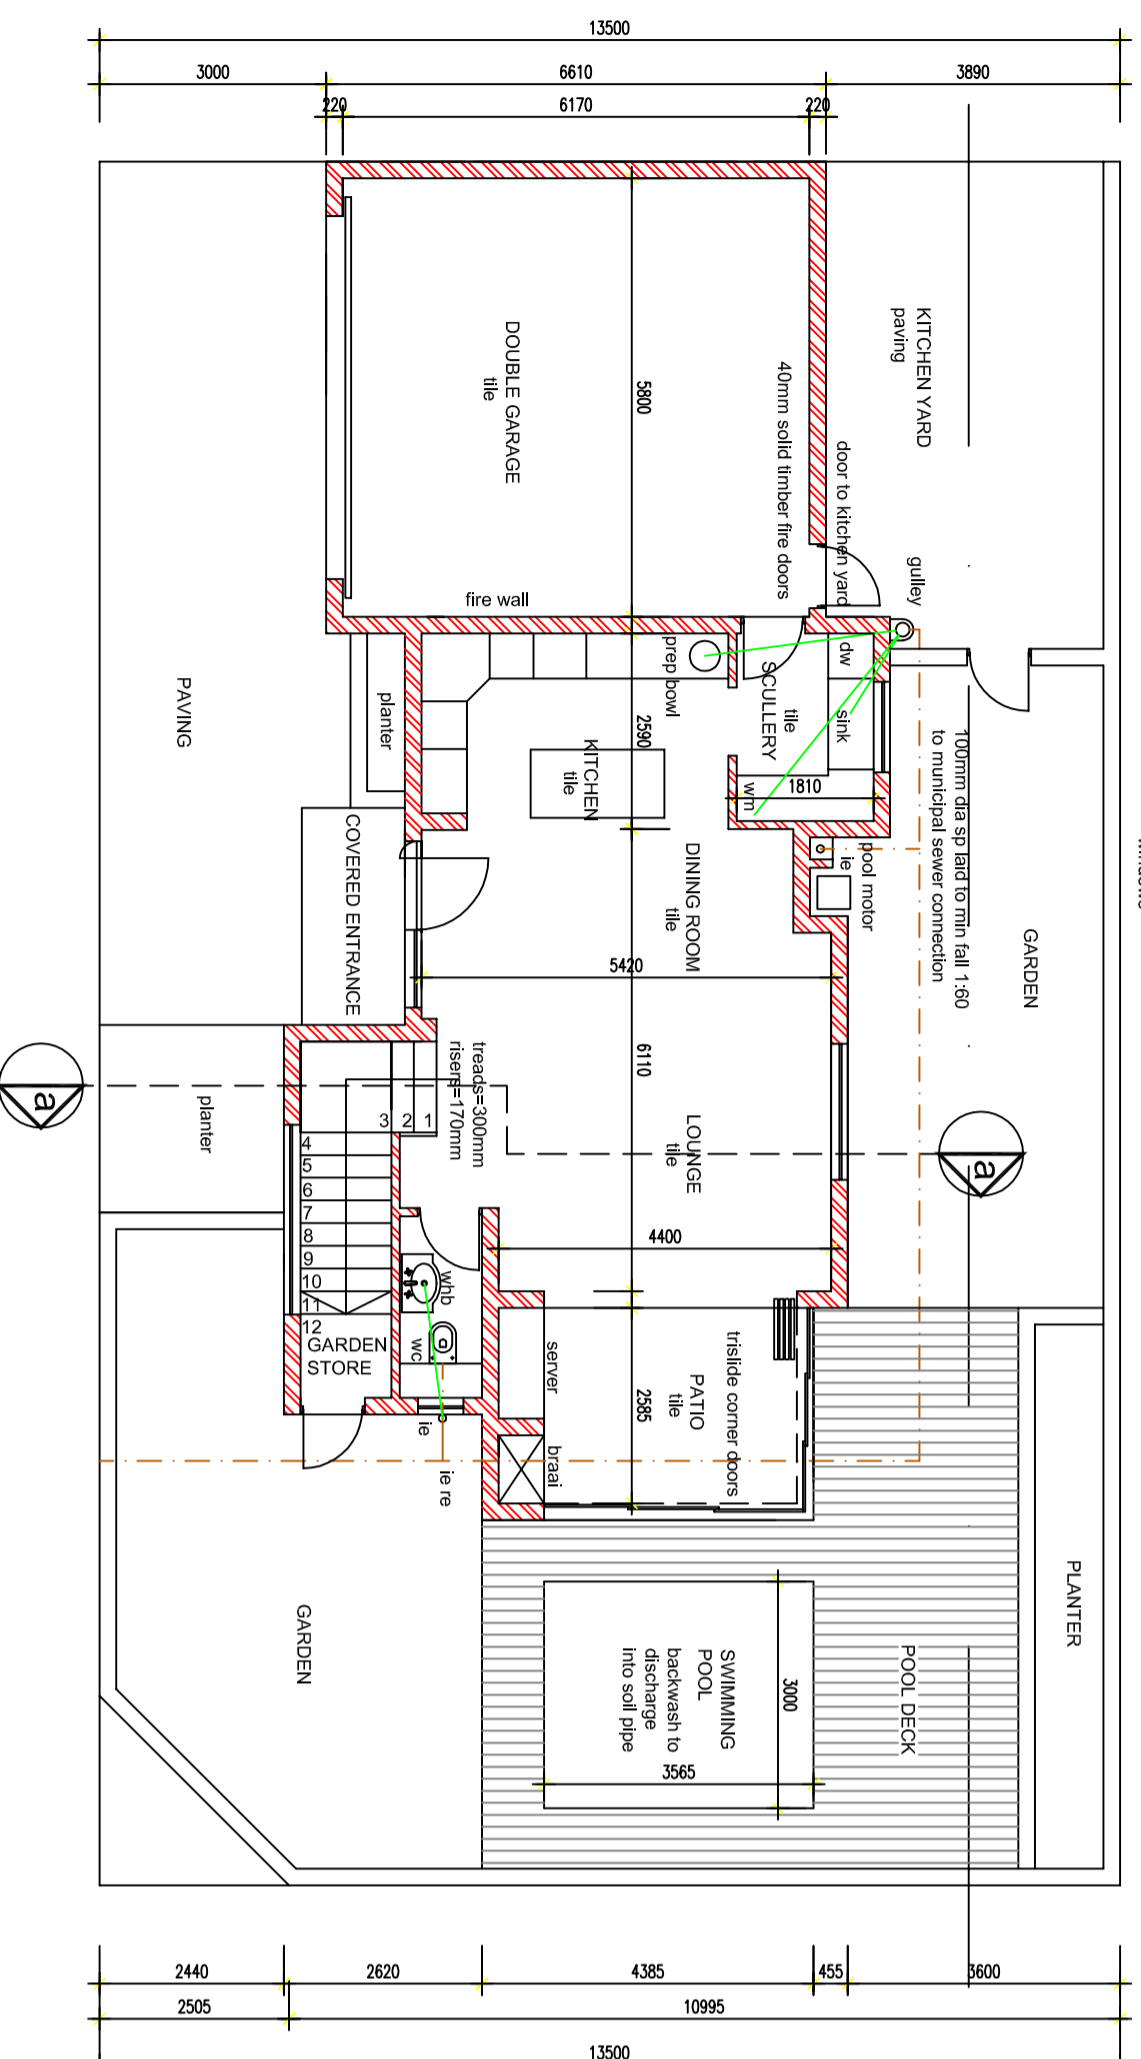 13500
3000
6610
3890
220
6170
220
KITCHEN YARD
paving
DOUBLE GARAGE
tile
5800
40mm solid timber fire doors
door to kitchen yard
gulley
fire wall
prep bowl
dw
sink
SCULLERY
tile
wm
1810
2590
KITCHEN
tile
planter
PAVING
COVERED ENTRANCE
DINING ROOM
tile
pool motor
ie
100mm dia sp laid to min fall 1:60
to municipal sewer connection
GARDEN
5420
6110
treads=300mm
risers=170mm
LOUNGE
tile
a
a
planter
1
2
3
4
5
6
7
8
9
10
11
12
GARDEN
STORE
whb
wc
ie
ie re
4400
server
braai
2585
PATIO
tile
trislide corner doors
GARDEN
PLANTER
POOL DECK
SWIMMING
POOL
backwash to
discharge
into soil pipe
3000
3565
2440
2620
4385
455
3600
2505
10995
13500